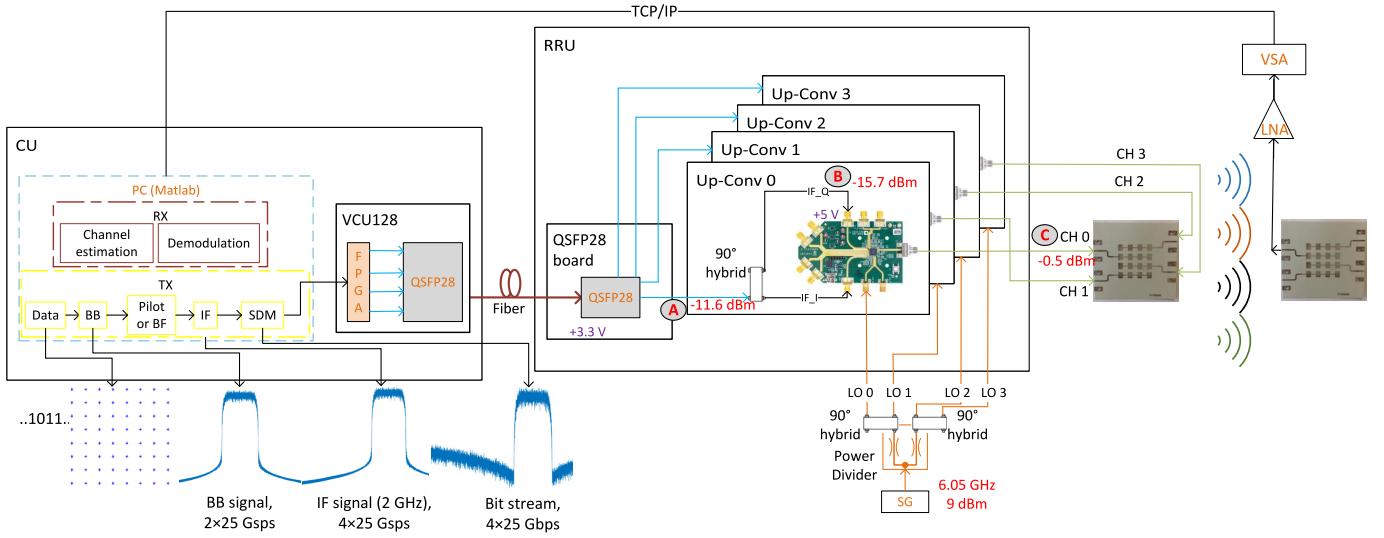 TCP/IP
RRU
VSA
Up-Conv 3
LNA
Up-Conv 2
CU
Up-Conv 1
CH 3
PC (Matlab)
Up-Conv 0
B
-15.7 dBm
CH 2
RX
IF_Q
VCU128
+5 V
Channel
estimation
Demodulation
QSFP28
board
C
CH 0
F
P
G
A
90°
hybrid
-0.5 dBm
TX
QSFP28
QSFP28
IF_I
CH 1
Data
BB
Pilot
or BF
IF
SDM
Fiber
A
-11.6 dBm
+3.3 V
LO 0
LO 1
LO 2
LO 3
..1011..
90°
hybrid
90°
hybrid
Power
Divider
6.05 GHz
9 dBm
SG
BB signal,
2×25 Gsps
IF signal (2 GHz),
4×25 Gsps
Bit stream,
4×25 Gbps